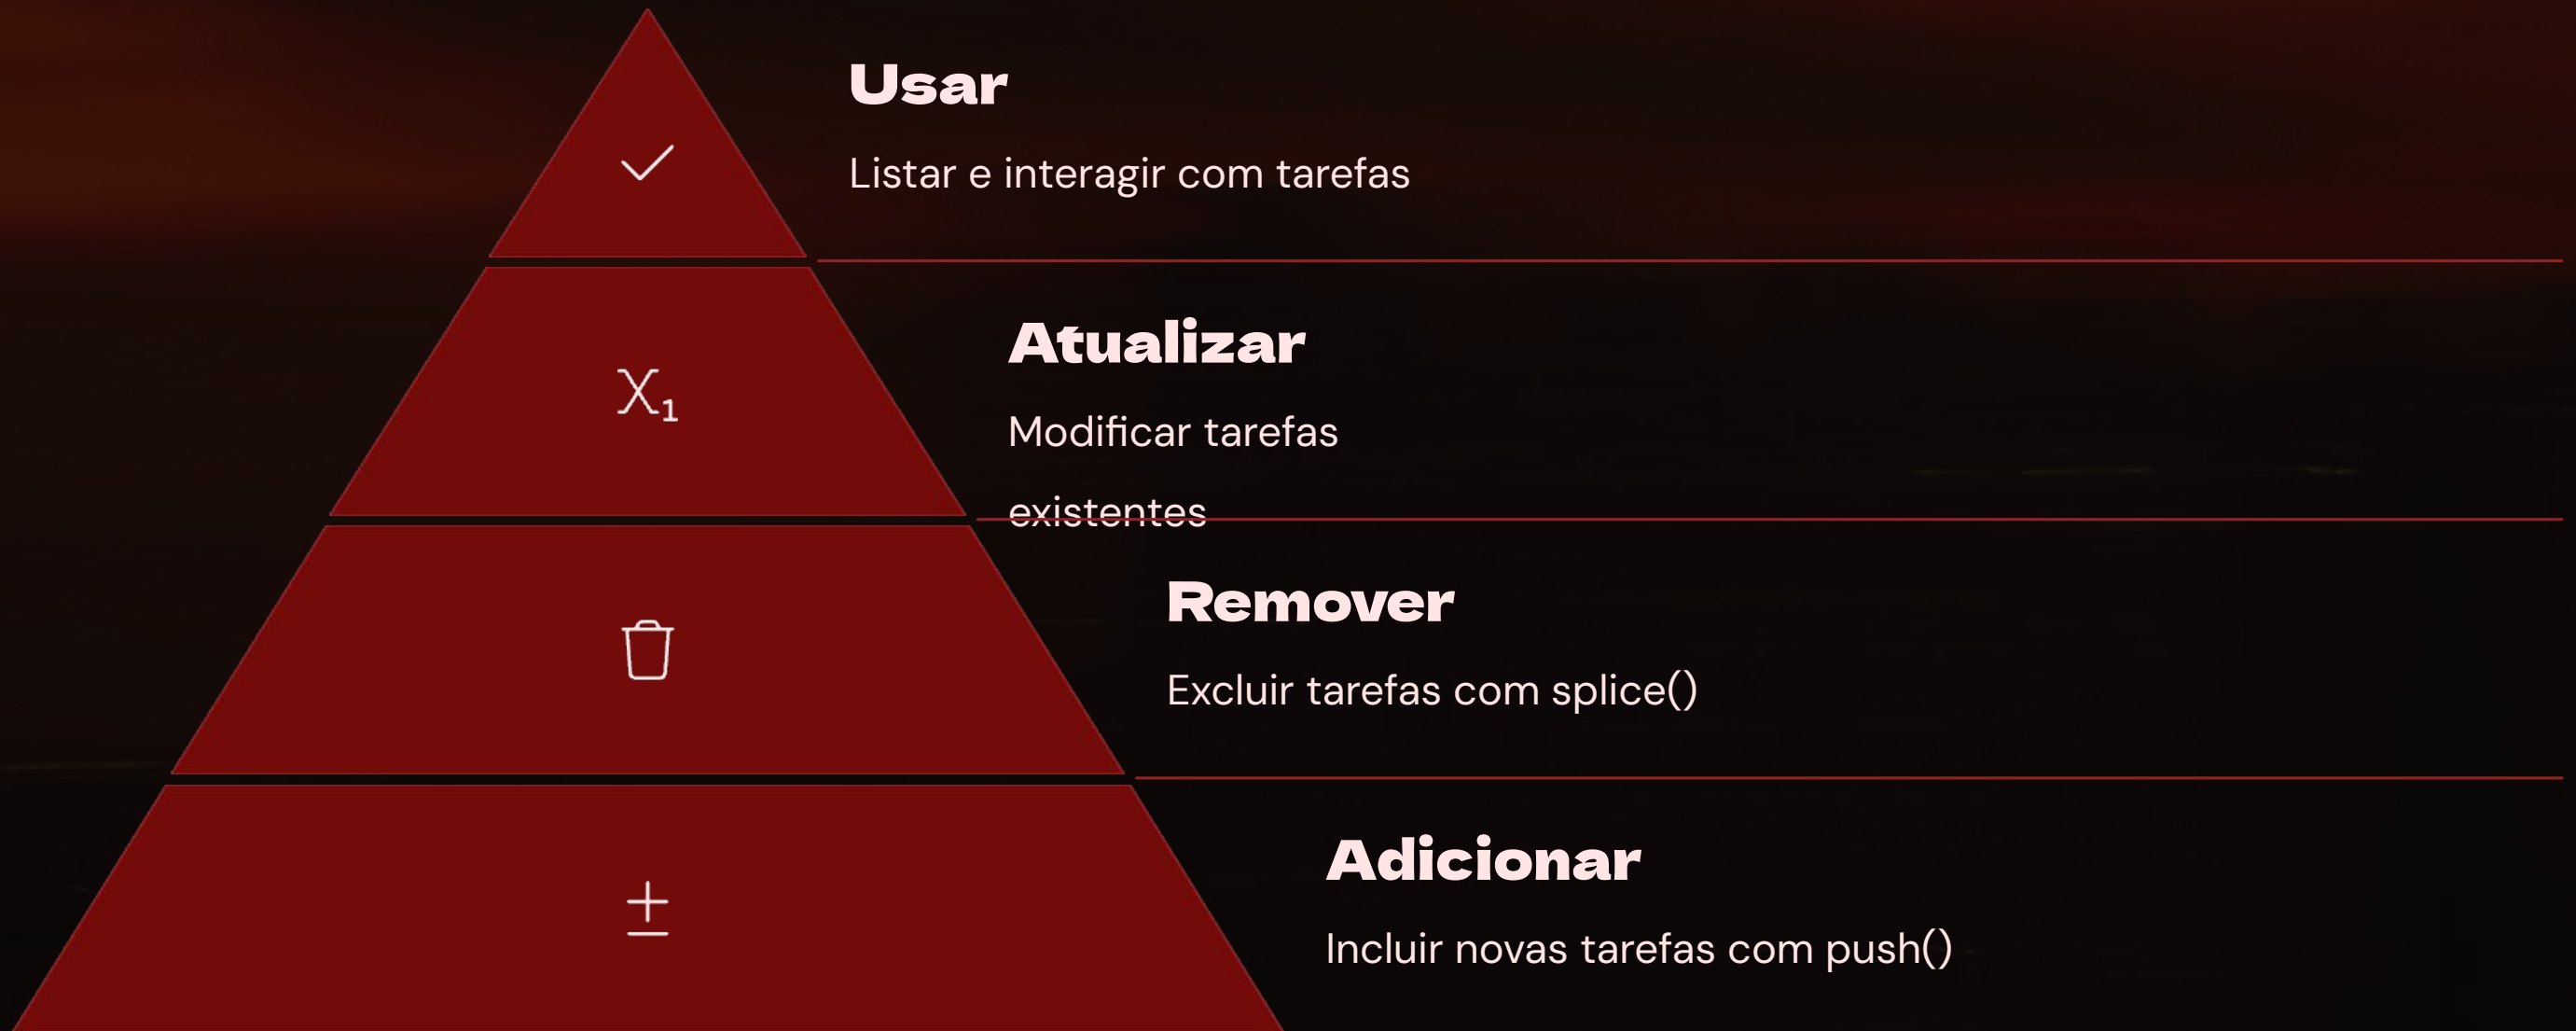 Usar
Listar e interagir com tarefas
X₁
Atualizar
Modificar tarefas
existentes
Remover
Excluir tarefas com splice()
±
Adicionar
Incluir novas tarefas com push()